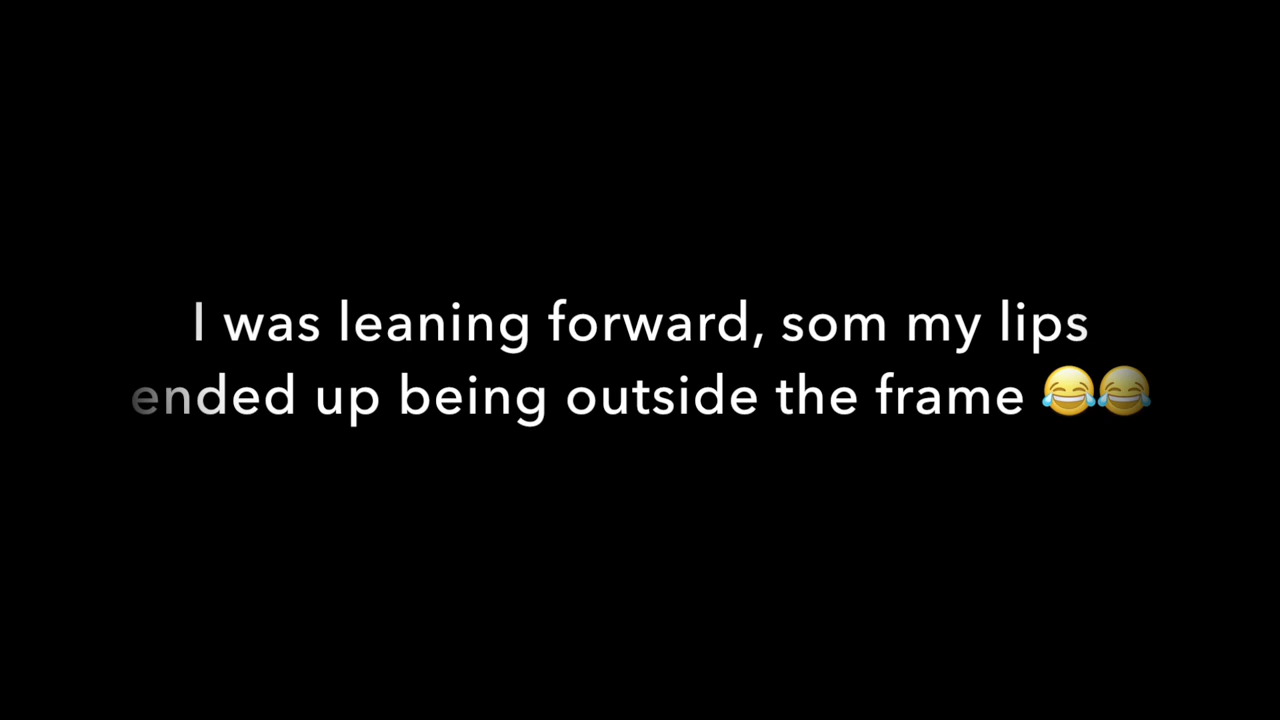 I was leaning forward, som my lips
ended up being outside the frame 😂😂